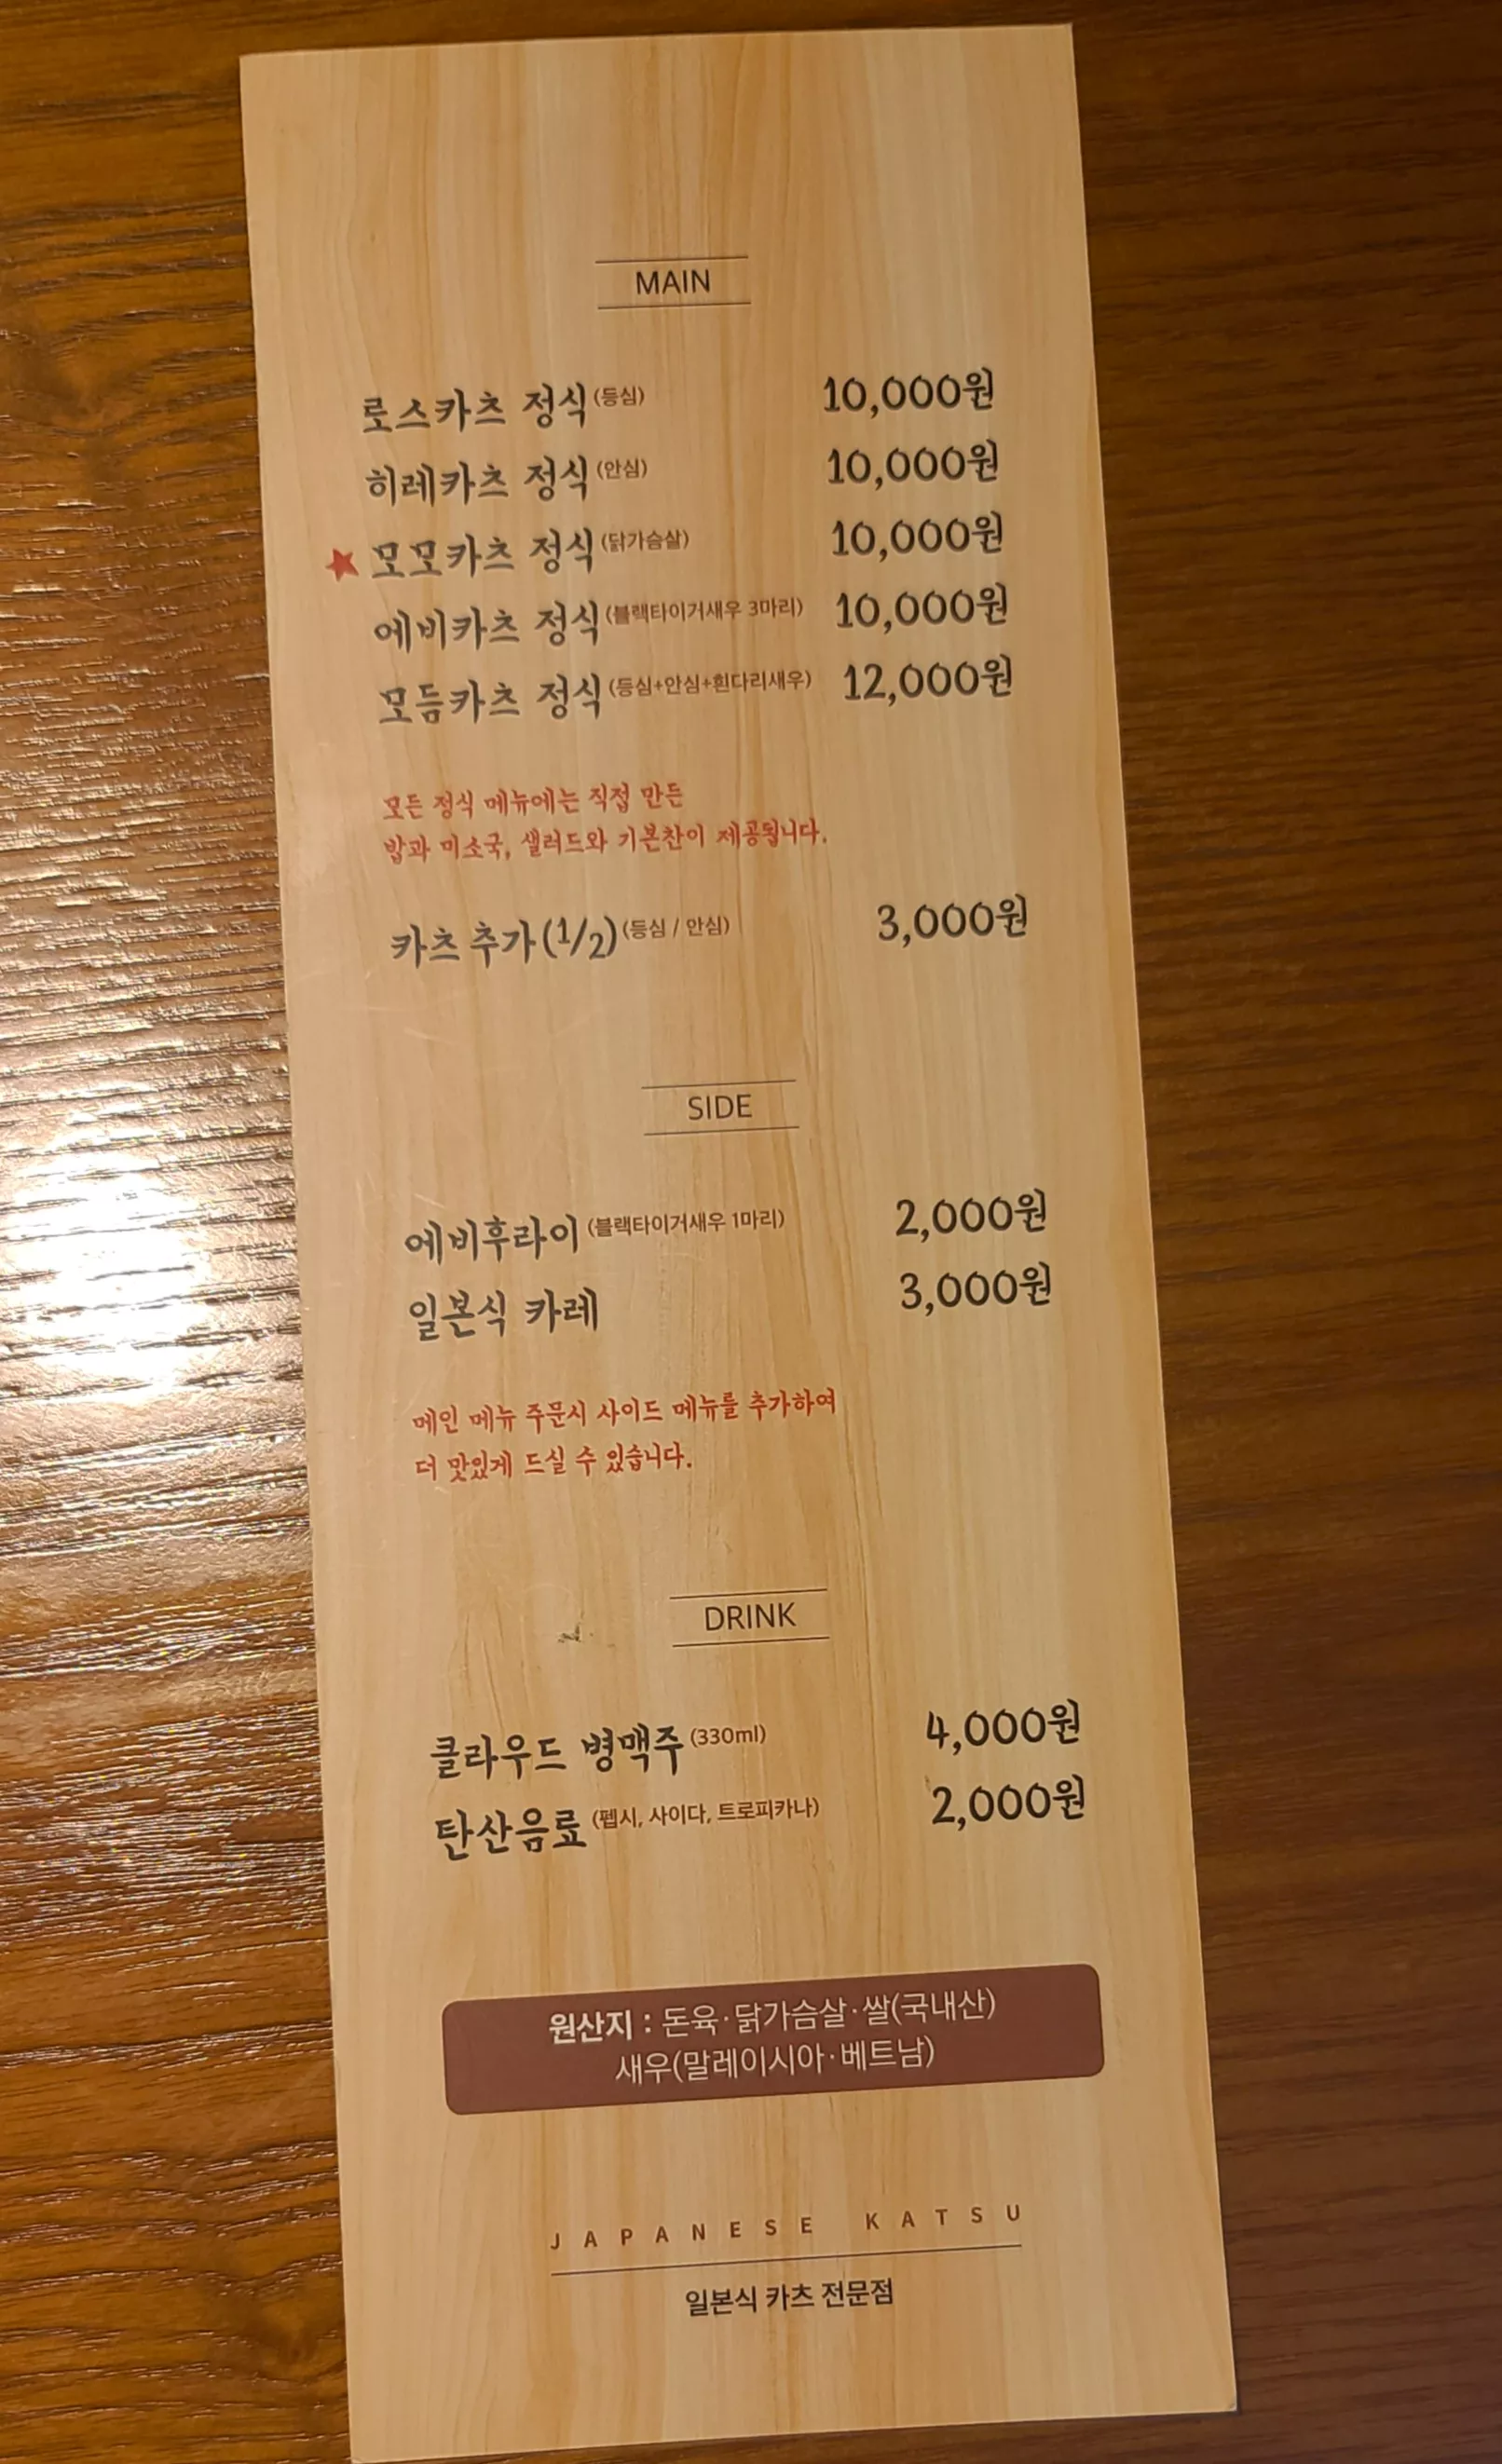 MAIN
로스카츠 정식(등심) 10,000원
히레카츠 정식(안심) 10,000원
★ 모모카츠 정식(닭가슴살) 10,000원
에비카츠 정식(블랙타이거새우 3마리) 10,000원
모듬카츠 정식(등심+안심+흰다리새우) 12,000원
모든 정식 메뉴에는 직접 만든
밥과 미소국, 샐러드와 기본찬이 제공됩니다.
카츠 추가(1/2)(등심 / 안심) 3,000원
SIDE
에비후라이(블랙타이거새우 1마리) 2,000원
일본식 카레 3,000원
메인 메뉴 주문시 사이드 메뉴를 추가하여
더 맛있게 드실 수 있습니다.
DRINK
클라우드 병맥주(330ml) 4,000원
탄산음료(펩시, 사이다, 트로피카나) 2,000원
원산지 : 돈육·닭가슴살·쌀(국내산)
새우(말레이시아·베트남)
JAPANESE KATSU
일본식 카츠 전문점